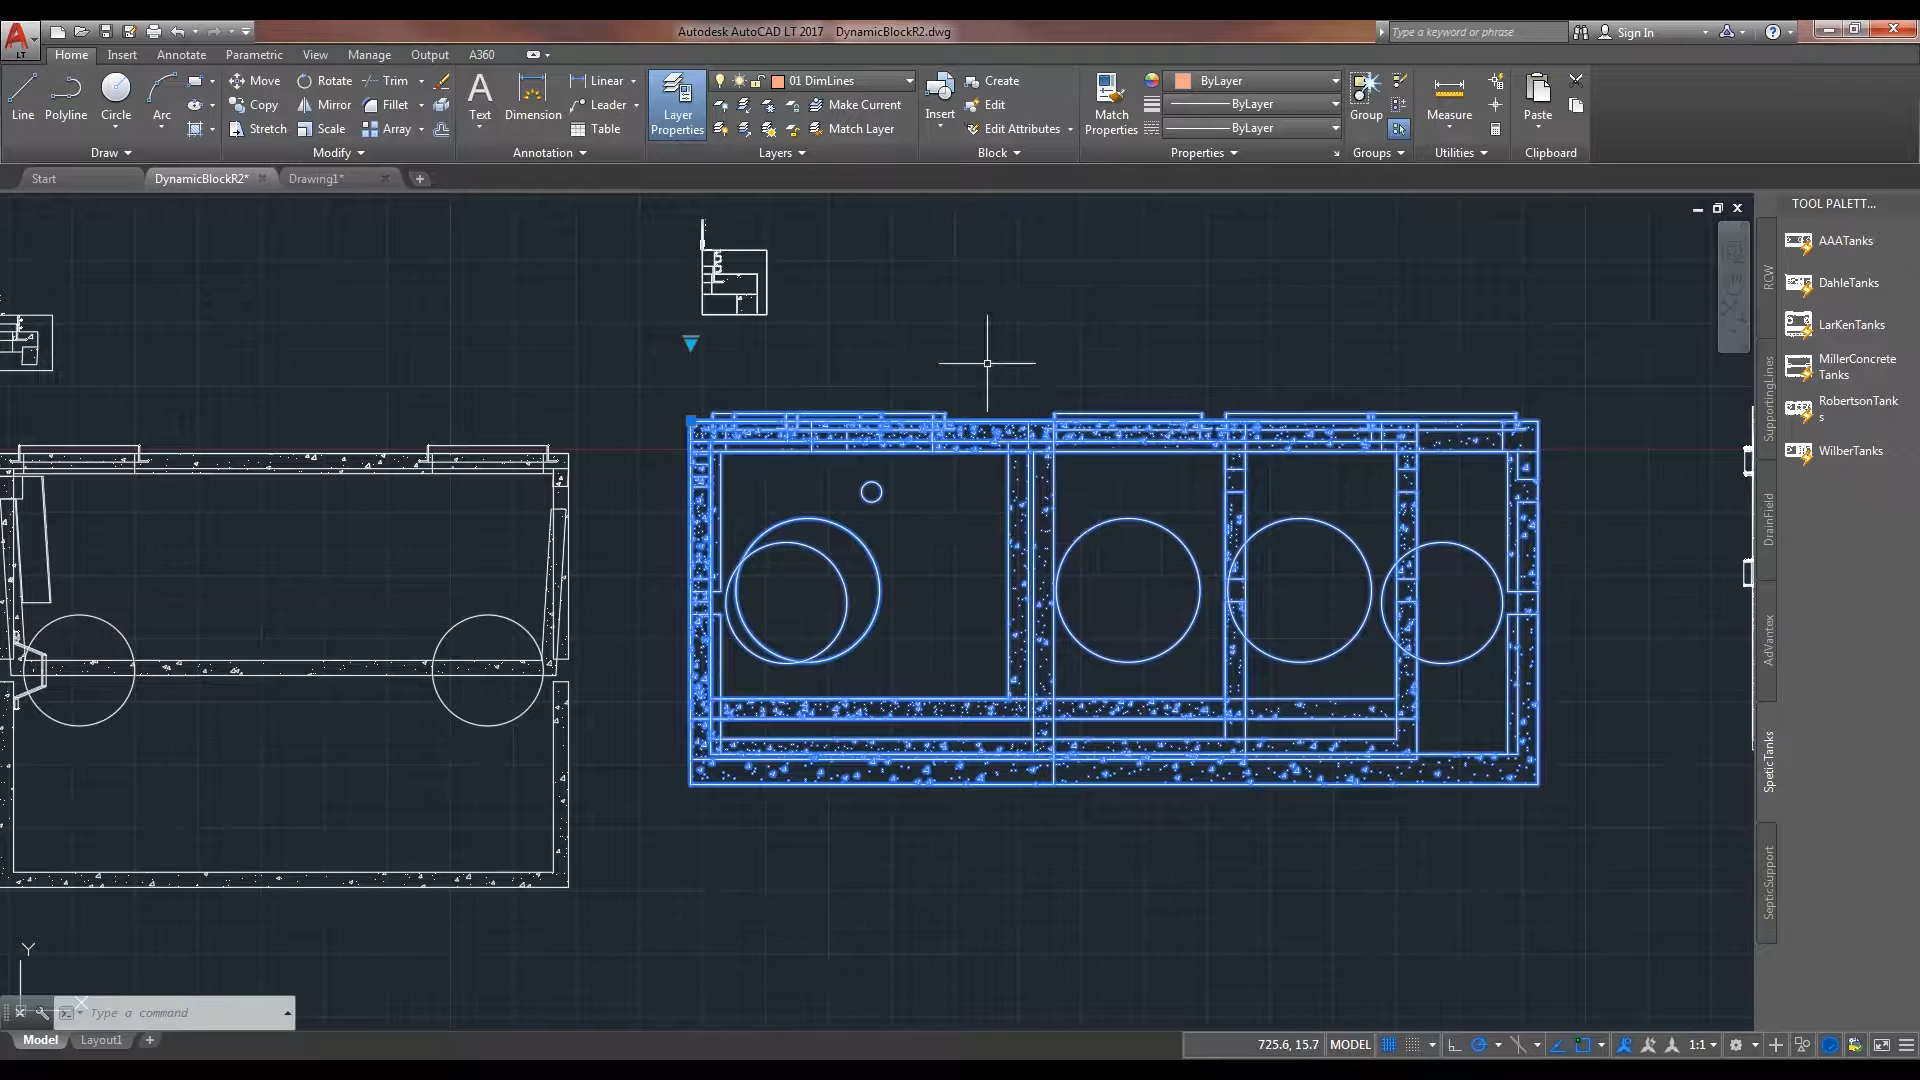 Autodesk AutoCAD LT 2017 DynamicBlockR2.dwg
Type a keyword or phrase
Sign In
LT
Home Insert Annotate Parametric View Manage Output A360
Line Polyline Circle Arc
Move Rotate Trim
Copy Mirror Fillet
Stretch Scale Array
Text Dimension
Linear
Leader
Table
Layer Properties
01 DimLines
Make Current
Match Layer
Insert
Create
Edit
Edit Attributes
Match Properties
ByLayer
ByLayer
ByLayer
Group
Measure
Paste
Draw Modify Annotation Layers Block Properties Groups Utilities Clipboard
Start DynamicBlockR2* Drawing1*
TOOL PALETT...
AAATanks
DahleTanks
LarKenTanks
MillerConcrete
Tanks
RobertsonTank
s
WilberTanks
RCW
SupportingLines
DrainField
AdVantex
SpeticTanks
SepticSupport
Y
X
Type a command
Model Layout1
725.6, 15.7 MODEL 1:1